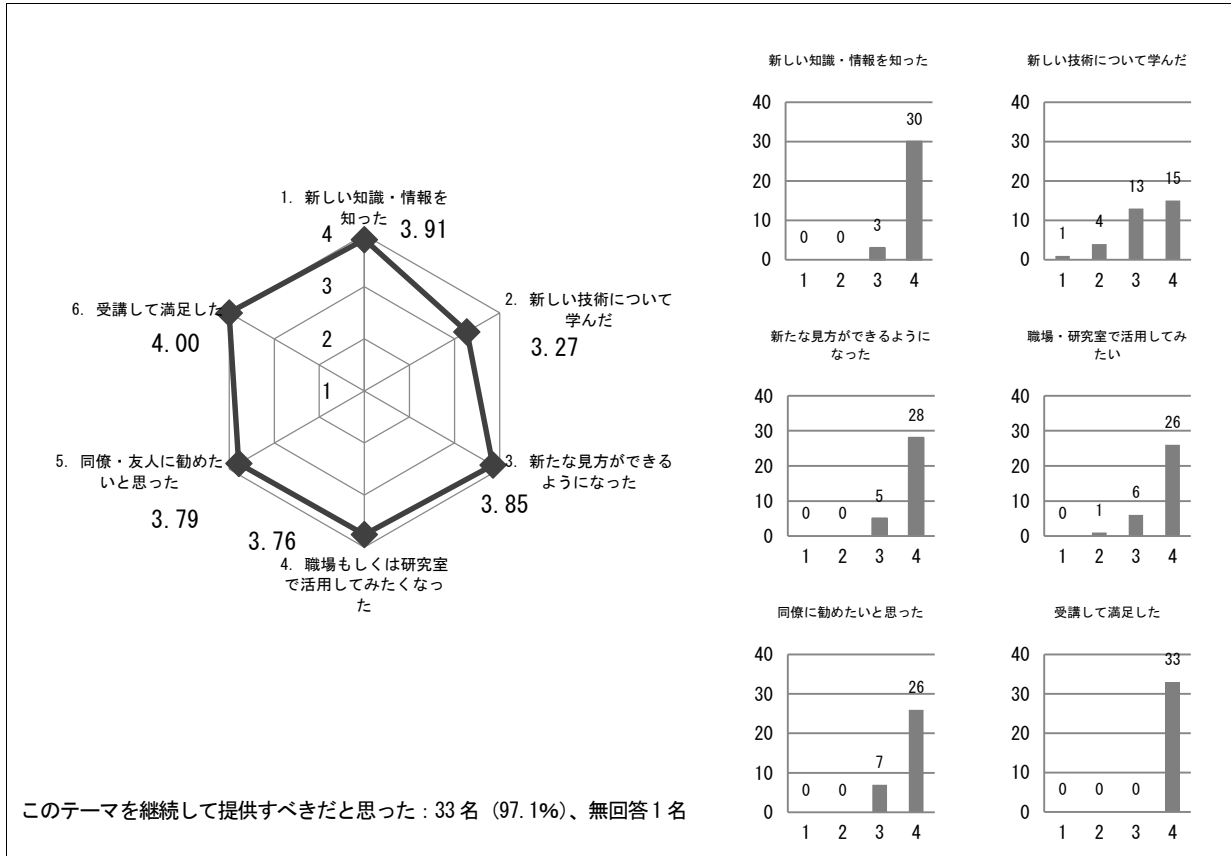 1. 新しい知識・情報を
知った
3.91
4
3
2
1
2. 新しい技術について
学んだ
3.27
3. 新たな見方ができる
ようになった
3.85
4. 職場もしくは研究室
で活用してみたくなっ
た
3.76
5. 同僚・友人に勧めた
いと思った
3.79
6. 受講して満足した
4.00
新しい知識・情報を知った
40
30
20
10
0
0 0 3 30
1 2 3 4
新しい技術について学んだ
40
30
20
10
0
1 4 13 15
1 2 3 4
新たな見方ができるように
なった
40
30
20
10
0
0 0 5 28
1 2 3 4
職場・研究室で活用してみ
たい
40
30
20
10
0
0 1 6 26
1 2 3 4
同僚に勧めたいと思った
40
30
20
10
0
0 0 7 26
1 2 3 4
受講して満足した
40
30
20
10
0
0 0 0 33
1 2 3 4
このテーマを継続して提供すべきだと思った：33名（97.1%）、無回答1名